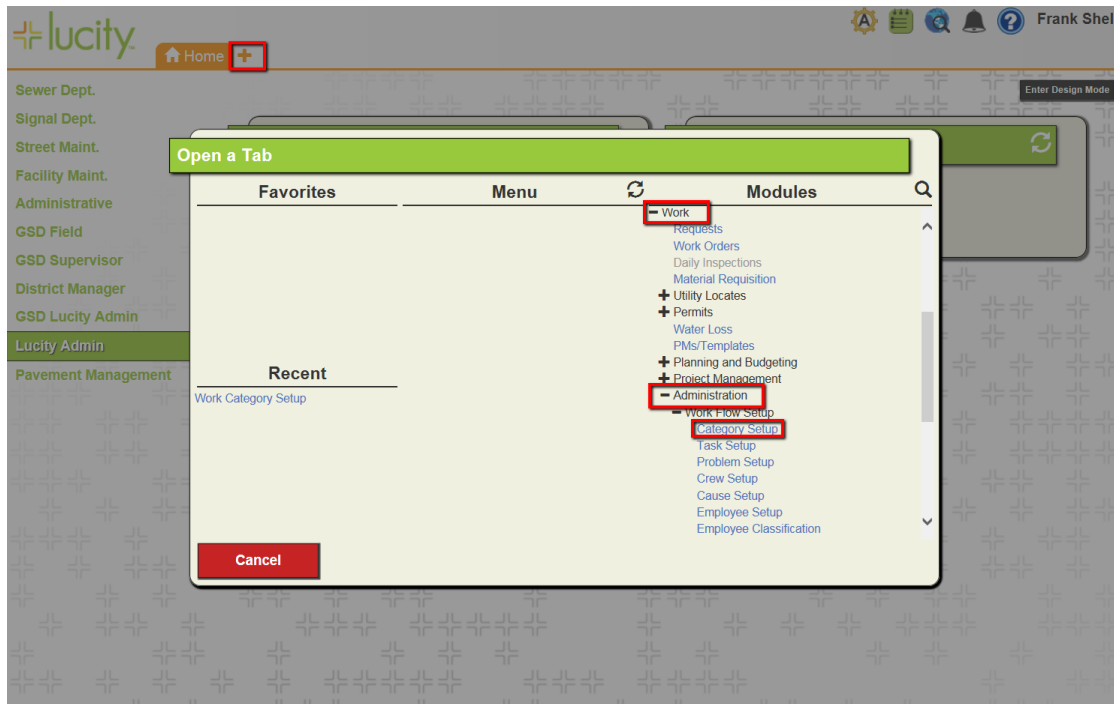 lucity
Home
A
?
Frank Shel
Enter Design Mode
Sewer Dept.
Signal Dept.
Street Maint.
Facility Maint.
Administrative
GSD Field
GSD Supervisor
District Manager
GSD Lucity Admin
Lucity Admin
Pavement Management
Open a Tab
Favorites
Recent
Work Category Setup
Menu
Modules
Work
Requests
Work Orders
Daily Inspections
Material Requisition
Utility Locates
Permits
Water Loss
PMs/Templates
Planning and Budgeting
Project Management
Administration
Work Flow Setup
Category Setup
Task Setup
Problem Setup
Crew Setup
Cause Setup
Employee Setup
Employee Classification
Cancel